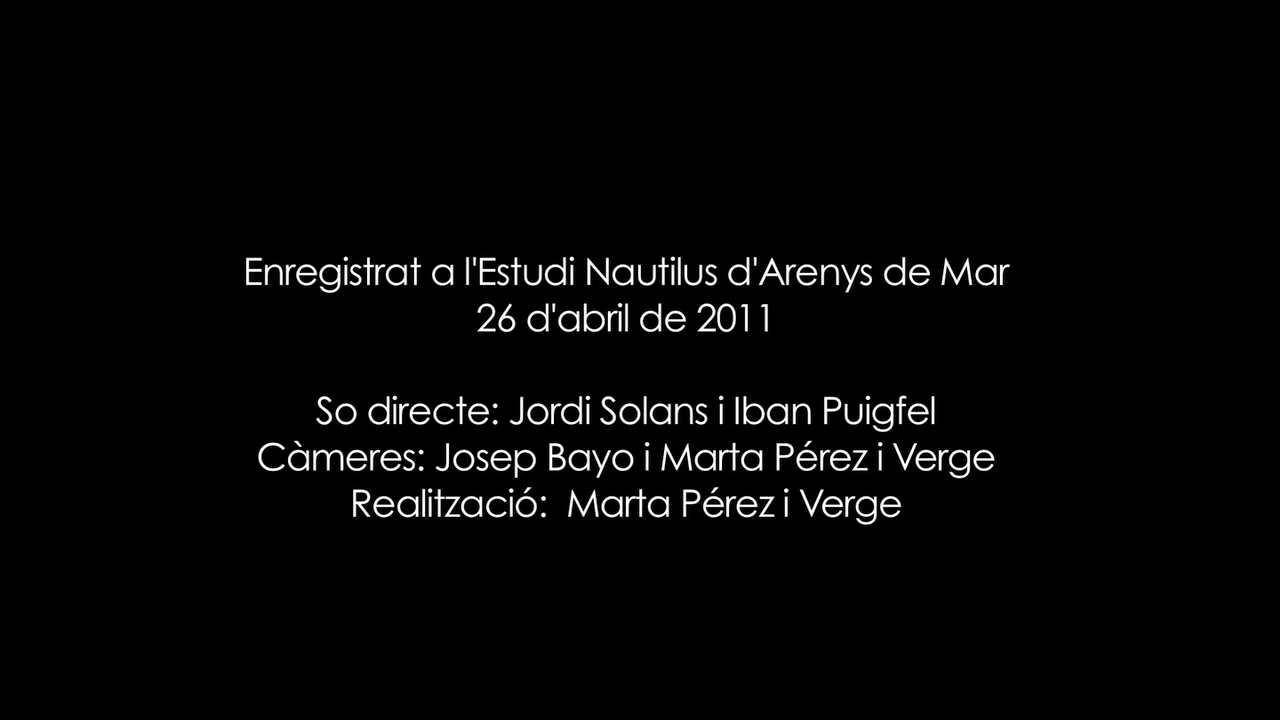 Enregistrat a l'Estudi Nautilus d'Arenys de Mar
26 d'abril de 2011
So directe: Jordi Solans i Iban Puigfel
Càmeres: Josep Bayo i Marta Pérez i Verge
Realització:  Marta Pérez i Verge